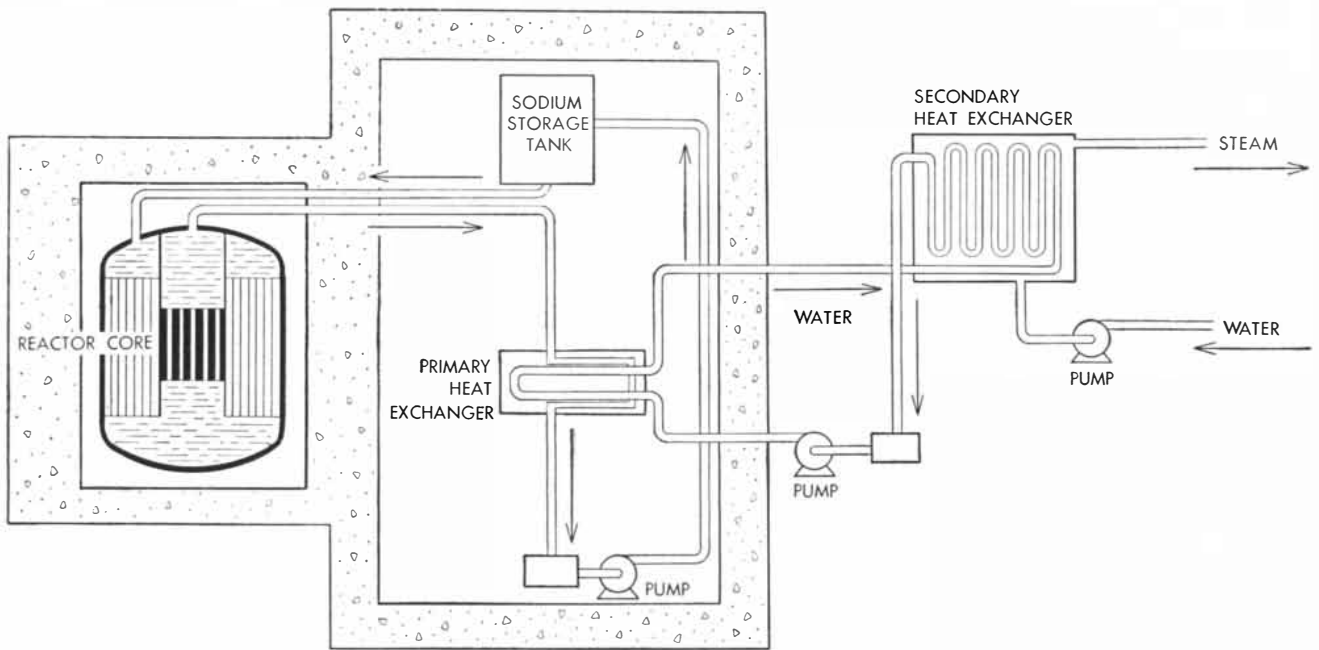 SODIUM
STORAGE
TANK
SECONDARY
HEAT EXCHANGER
STEAM
REACTOR CORE
WATER
WATER
PUMP
PRIMARY
HEAT
EXCHANGER
PUMP
PUMP